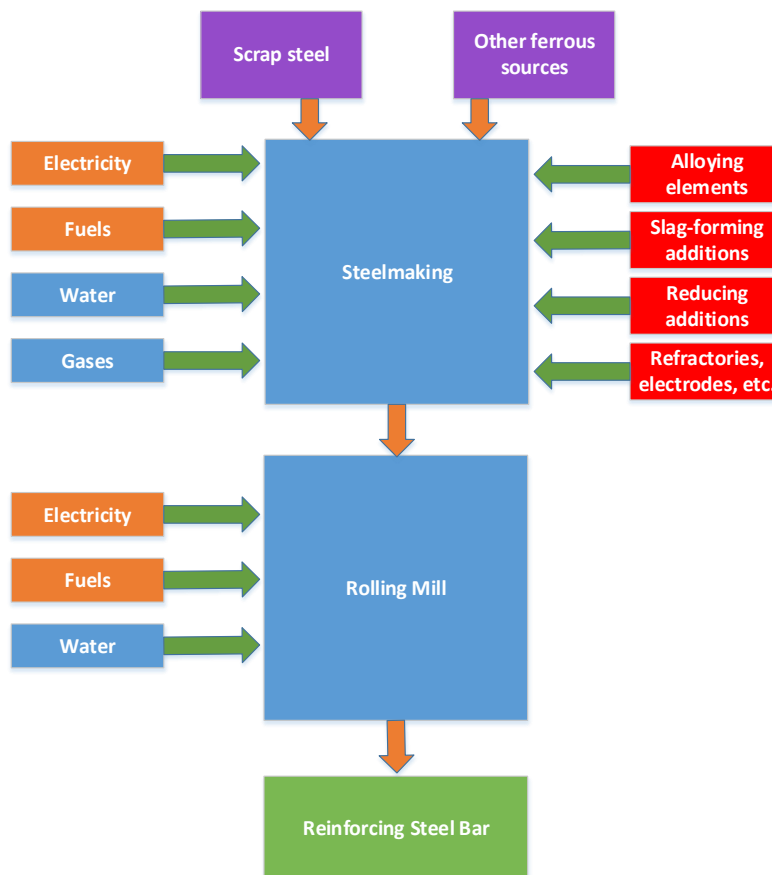 Scrap steel
Other ferrous
sources
Electricity
Fuels
Water
Gases
Steelmaking
Alloying
elements
Slag-forming
additions
Reducing
additions
Refractories,
electrodes, etc.
Electricity
Fuels
Water
Rolling Mill
Reinforcing Steel Bar